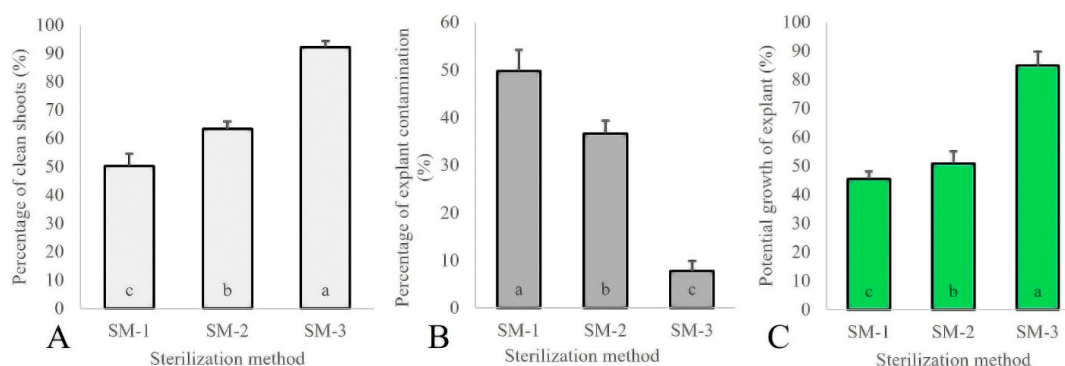 Percentage of clean shoots (%)
100
90
80
70
60
50
40
30
20
10
0
c
b
a
SM-1
SM-2
SM-3
Sterilization method
A
Percentage of explant contamination
(%)
60
50
40
30
20
10
0
a
b
c
SM-1
SM-2
SM-3
Sterilization method
B
Potential growth of explant (%)
100
90
80
70
60
50
40
30
20
10
0
c
b
a
SM-1
SM-2
SM-3
Sterilization method
C